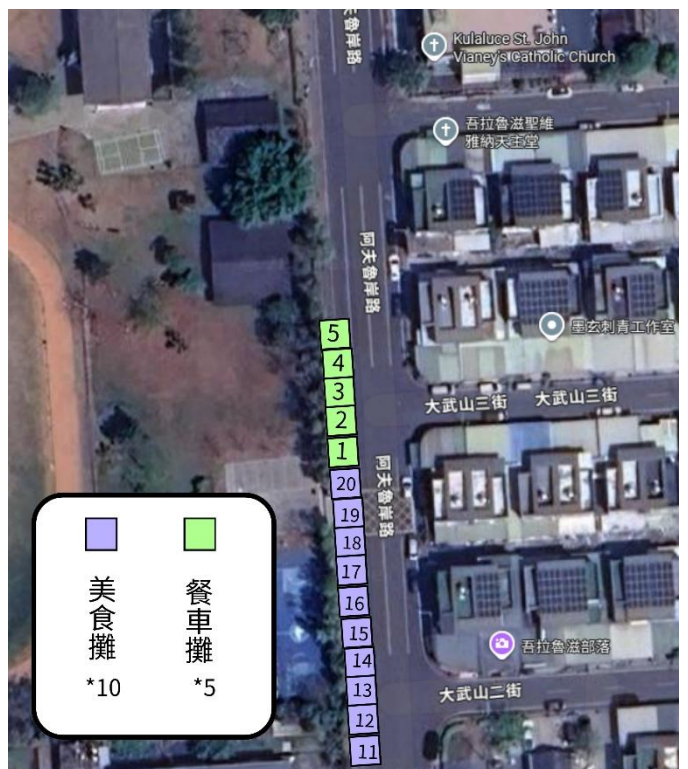 阿夫魯岸路
Kulaluce St. John
Vianey's Catholic Church
吾拉魯滋聖維
雅納天主堂
阿夫魯岸路
墨玄刺青工作室
5
4
大武山三街
大武山三街
3
2
1
阿夫魯岸路
20
19
18
17
16
15
吾拉魯滋部落
14
13
大武山二街
12
11
美食攤
*10
餐車攤
*5